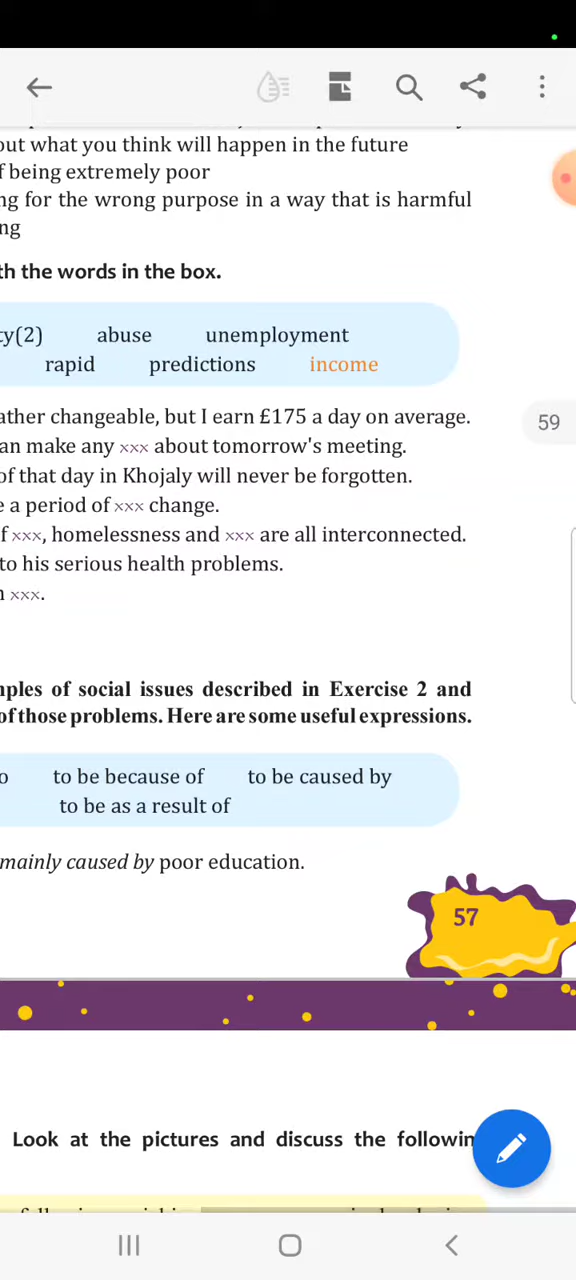 out what you think will happen in the future
f being extremely poor
ng for the wrong purpose in a way that is harmful
ng
th the words in the box.
ty(2) abuse unemployment
rapid predictions income
ather changeable, but I earn £175 a day on average.
an make any xxx about tomorrow's meeting.
of that day in Khojaly will never be forgotten.
59
e a period of xxx change.
f xxx, homelessness and xxx are all interconnected.
to his serious health problems.
n xxx.
nples of social issues described in Exercise 2 and
of those problems. Here are some useful expressions.
o to be because of to be caused by
to be as a result of
mainly caused by poor education.
57
Look at the pictures and discuss the followin